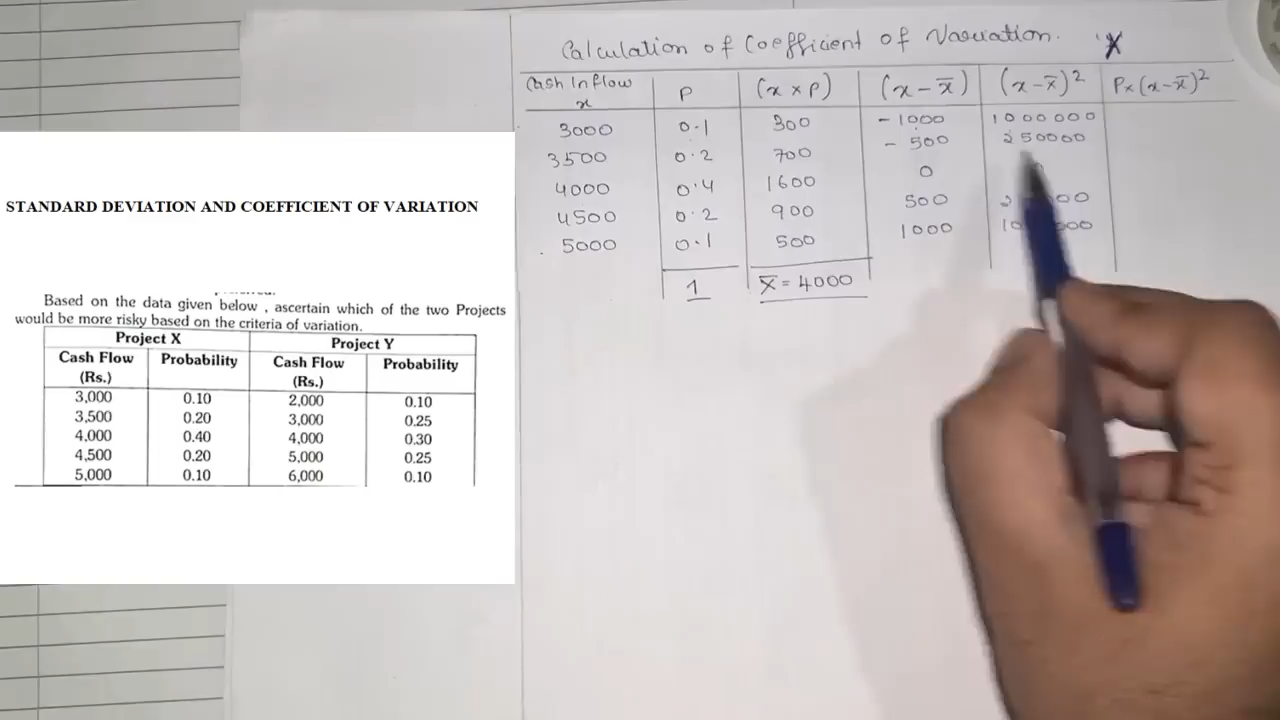 Calculation of Coefficient of Variation. 'X
Cash Inflow x P (x × P) (x - x̄) (x - x̄)² P× (x - x̄)²
3000 0.1 300 - 1000 1000000
3500 0.2 700 - 500 250000
4000 0.4 1600 0
4500 0.2 900 500
5000 0.1 500 1000
1 x̄ = 4000
STANDARD DEVIATION AND COEFFICIENT OF VARIATION
Based on the data given below , ascertain which of the two Projects
would be more risky based on the criteria of variation.
Project X Project Y
Cash Flow Probability Cash Flow Probability
(Rs.) (Rs.)
3,000 0.10 2,000 0.10
3,500 0.20 3,000 0.25
4,000 0.40 4,000 0.30
4,500 0.20 5,000 0.25
5,000 0.10 6,000 0.10